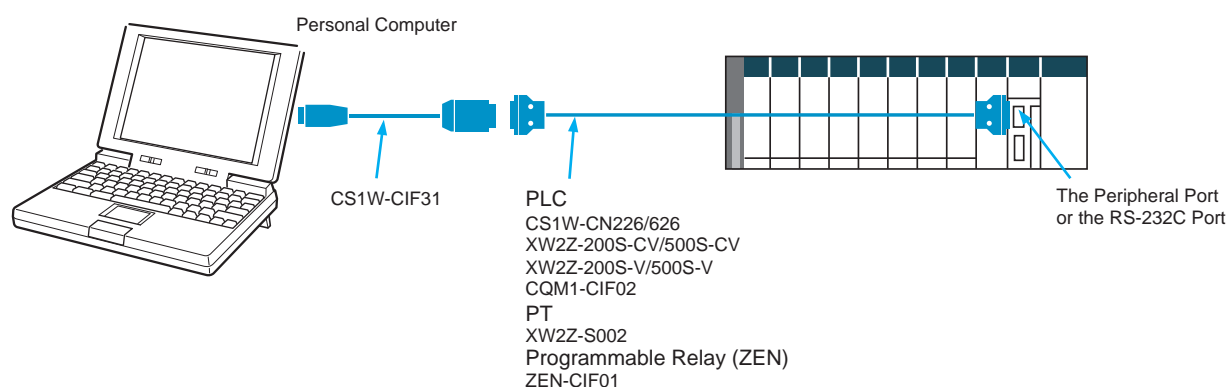 Personal Computer
CS1W-CIF31
PLC
CS1W-CN226/626
XW2Z-200S-CV/500S-CV
XW2Z-200S-V/500S-V
CQM1-CIF02
PT
XW2Z-S002
Programmable Relay (ZEN)
ZEN-CIF01
The Peripheral Port
or the RS-232C Port